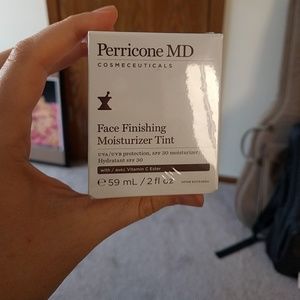 Perricone MD
COSMECEUTICALS
Face Finishing
Moisturizer Tint
UVA/UVB protection, SPF 30 moisturizer
Hydratant SPF 30
with / avec Vitamin C Ester
e 59 mL / 2 fl oz